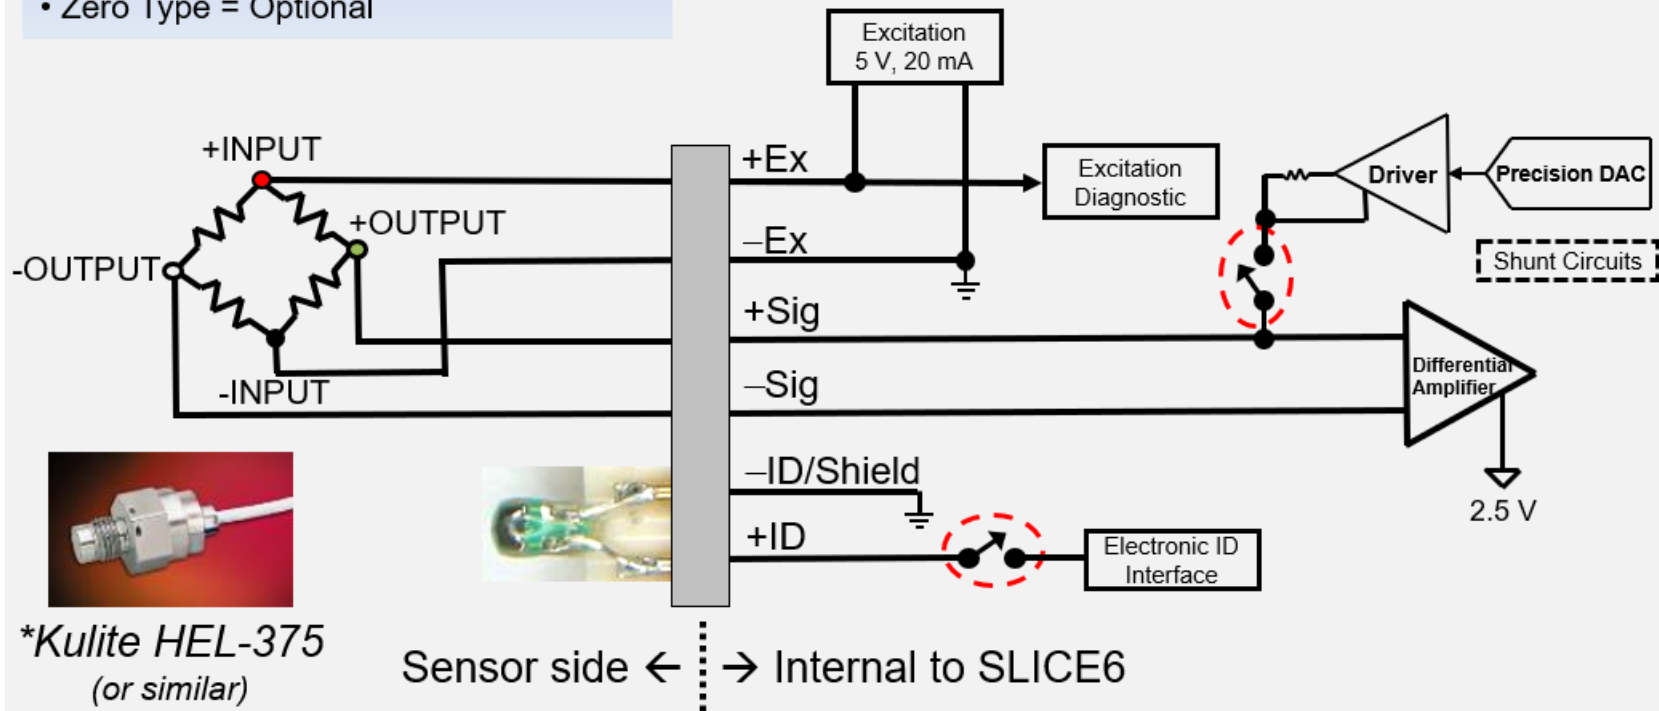 • Zero Type = Optional
Excitation
5 V, 20 mA
+INPUT
+Ex
Excitation
Diagnostic
Driver
Precision DAC
+OUTPUT
–Ex
-OUTPUT
Shunt Circuits
+Sig
Differential
Amplifier
-INPUT
–Sig
–ID/Shield
2.5 V
+ID
Electronic ID
Interface
*Kulite HEL-375
(or similar)
Sensor side ← → Internal to SLICE6